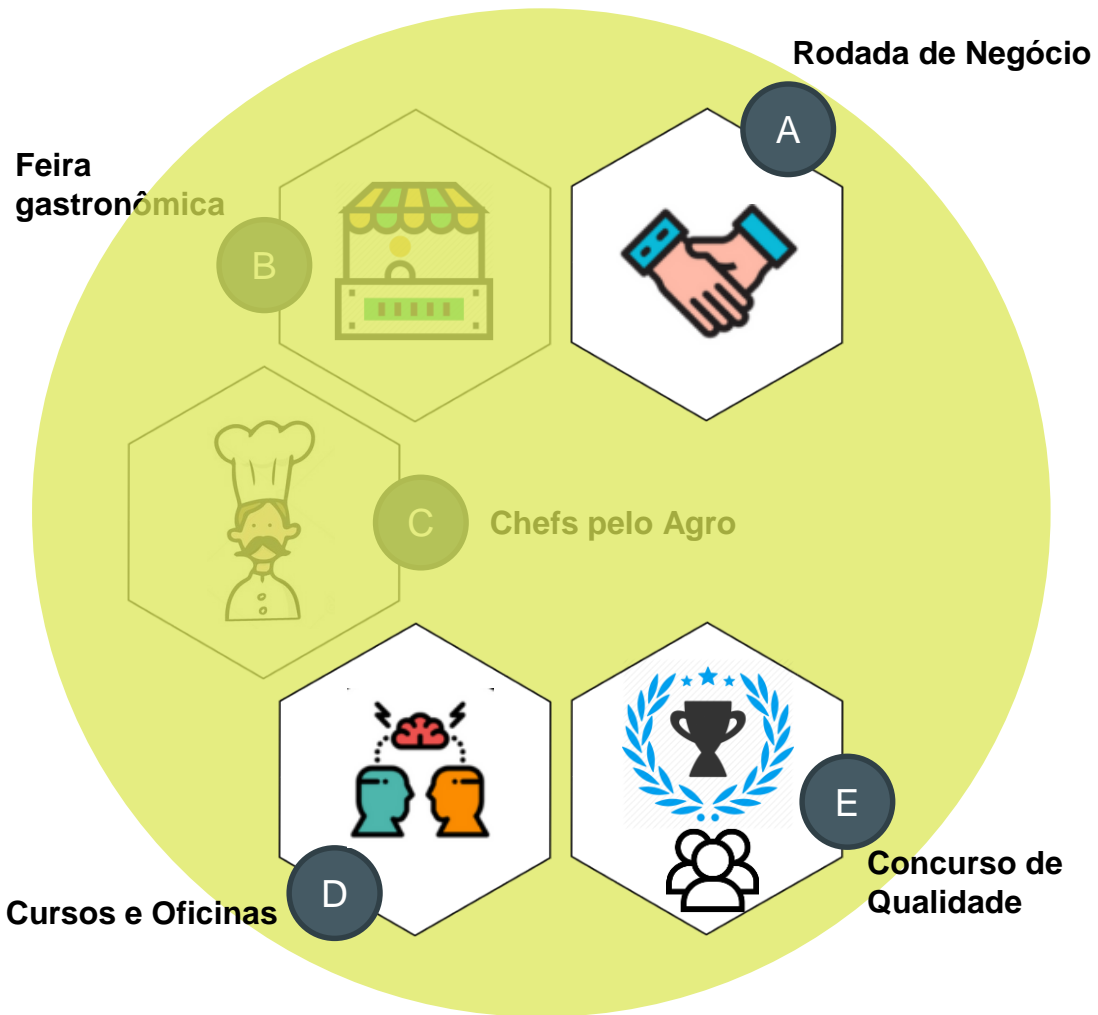 Rodada de Negócio
A
Feira
gastronômica
B
C
Chefs pelo Agro
D
Cursos e Oficinas
E
Concurso de
Qualidade